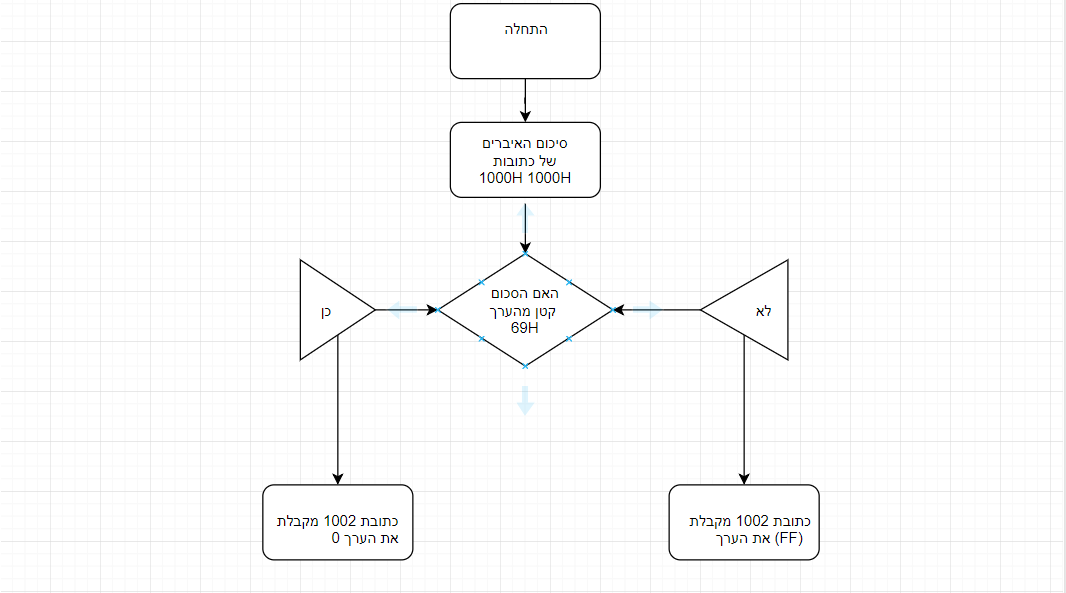 התחלה
סיכום האיברים
של כתובות
1000H 1000H
האם הסכום
קטן מהערך
69H
כן
לא
כתובת 1002 מקבלת
את הערך 0
כתובת 1002 מקבלת
את הערך (FF)